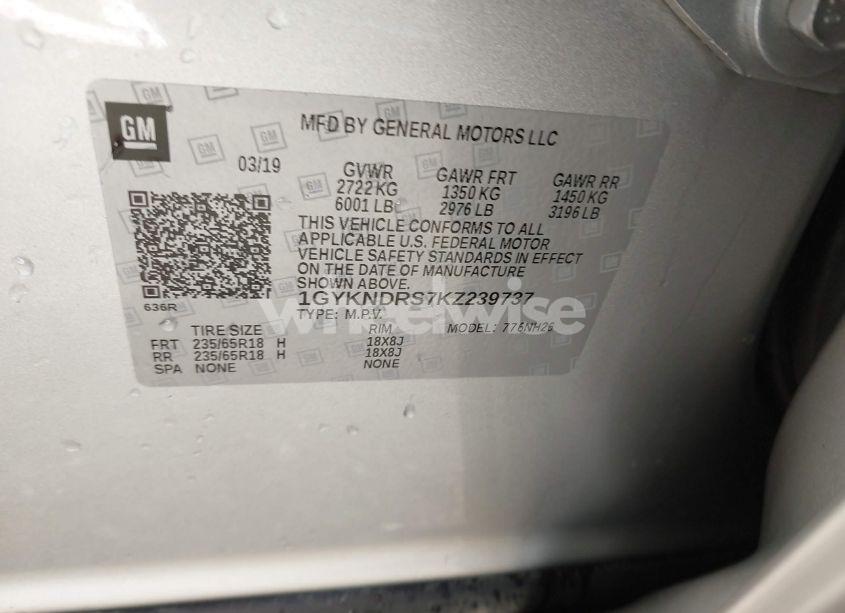 GM
MFD BY GENERAL MOTORS LLC
03/19
GVWR
2722 KG
6001 LB
GAWR FRT
1350 KG
2976 LB
GAWR RR
1450 KG
3196 LB
THIS VEHICLE CONFORMS TO ALL
APPLICABLE U.S. FEDERAL MOTOR
VEHICLE SAFETY STANDARDS IN EFFECT
ON THE DATE OF MANUFACTURE
SHOWN ABOVE.
636R
1GYKNDRS7KZ239737
TYPE: M.P.V. MODEL:
wheelwise
TIRE SIZE RIM
FRT 235/65R18 H 18X8J
RR 235/65R18 H 18X8J
SPA NONE NONE